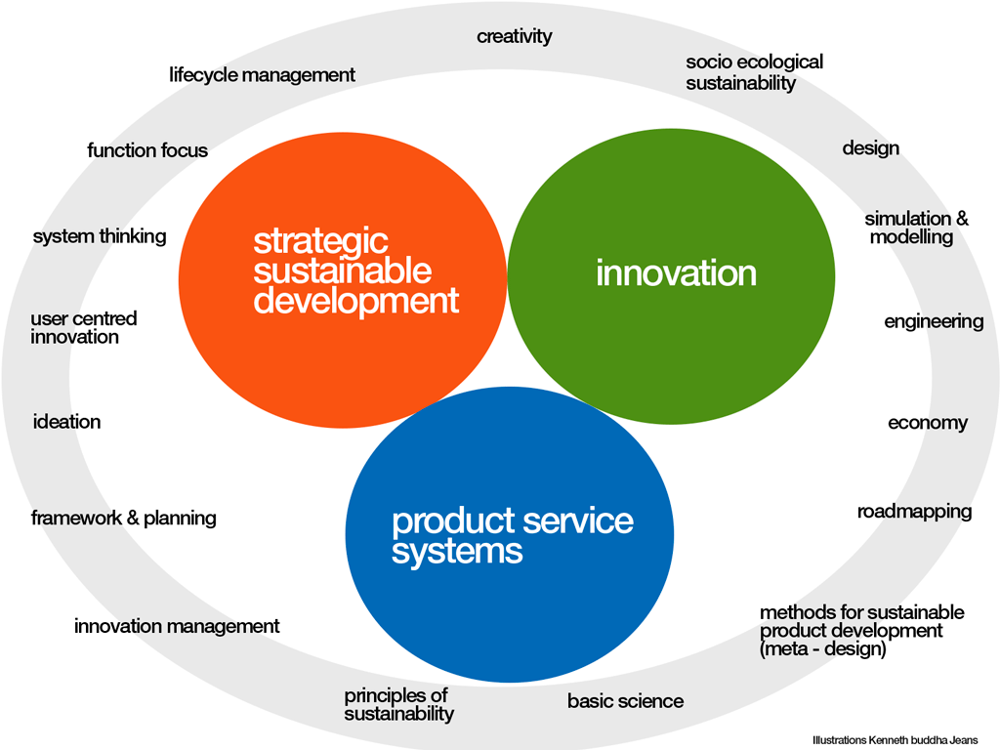 creativity
socio ecological
sustainability
lifecycle management
function focus
design
system thinking
simulation &
modelling
strategic
sustainable
development
innovation
user centred
innovation
engineering
ideation
economy
framework & planning
product service
systems
roadmapping
innovation management
methods for sustainable
product development
(meta - design)
principles of
sustainability
basic science
Illustrations Kenneth buddha Jeans